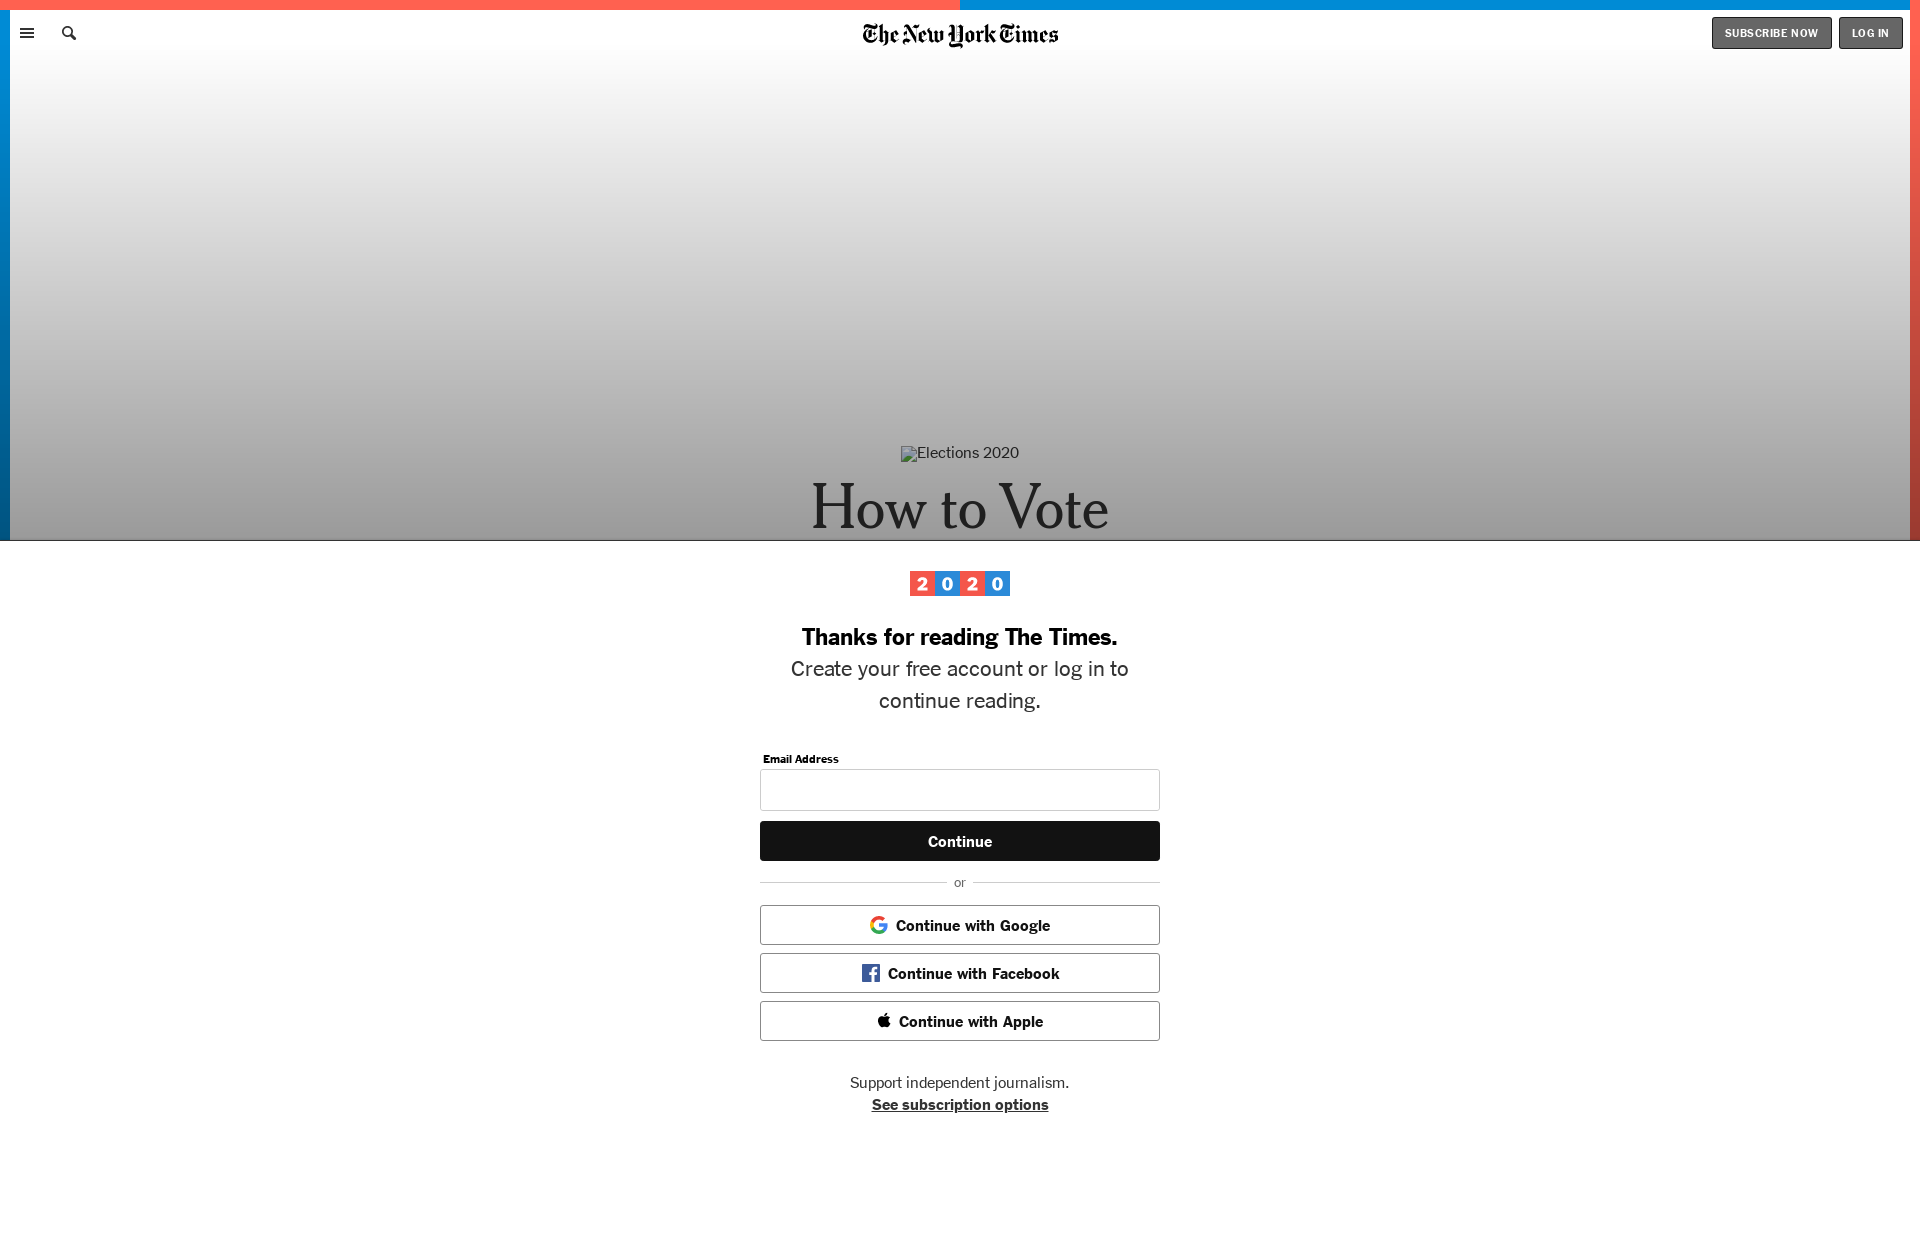 The New York Times
SUBSCRIBE NOW
LOG IN
Elections 2020
How to Vote
2020
Thanks for reading The Times.
Create your free account or log in to
continue reading.
Email Address
Continue
or
Continue with Google
Continue with Facebook
Continue with Apple
Support independent journalism.
See subscription options